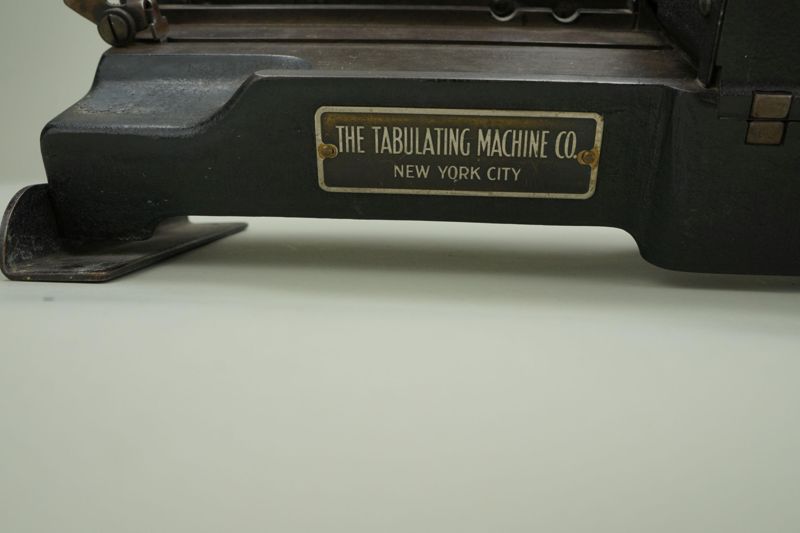 THE TABULATING MACHINE CO.
NEW YORK CITY